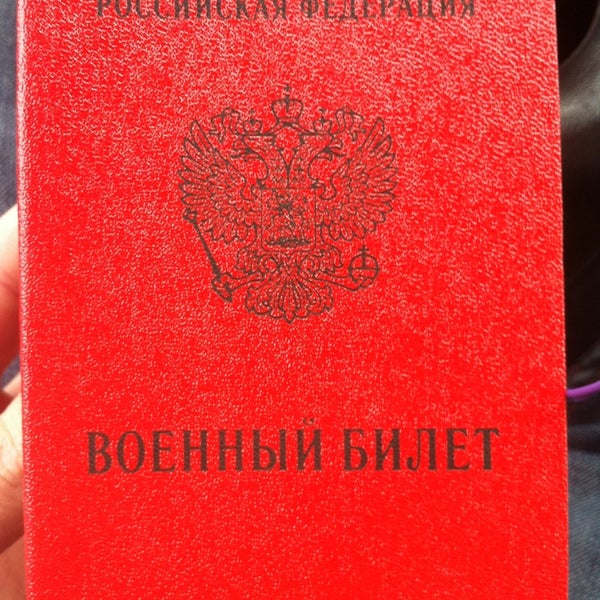 РОССИЙСКАЯ ФЕДЕРАЦИЯ
ВОЕННЫЙ БИЛЕТ